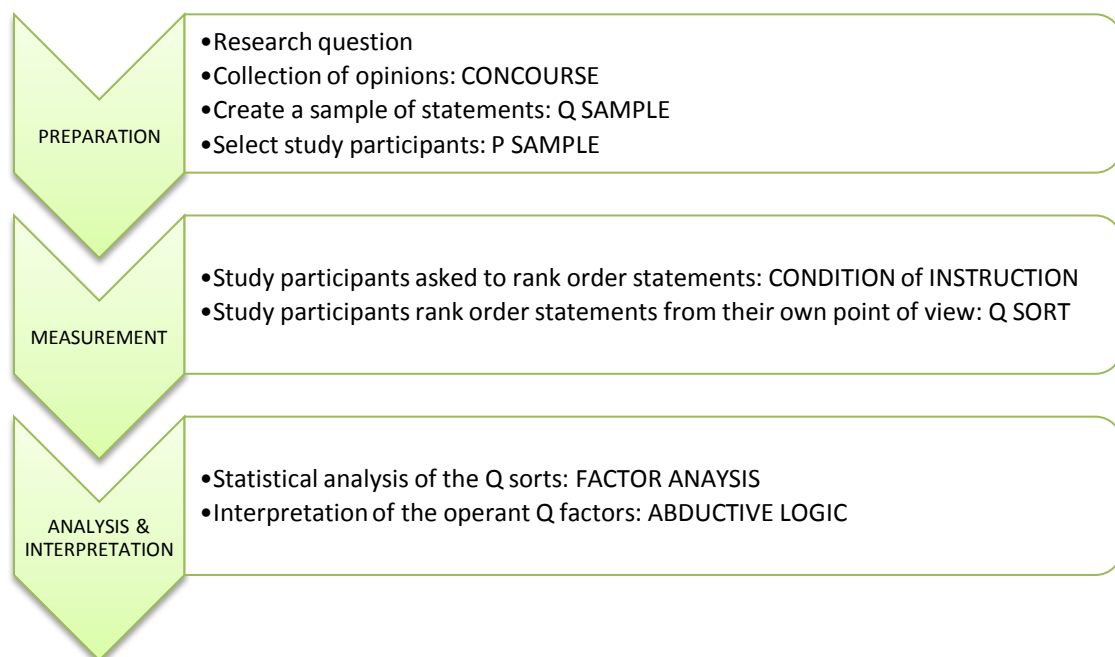 PREPARATION
•Research question
•Collection of opinions: CONCOURSE
•Create a sample of statements: Q SAMPLE
•Select study participants: P SAMPLE
MEASUREMENT
•Study participants asked to rank order statements: CONDITION of INSTRUCTION
•Study participants rank order statements from their own point of view: Q SORT
ANALYSIS &
INTERPRETATION
•Statistical analysis of the Q sorts: FACTOR ANAYSIS
•Interpretation of the operant Q factors: ABDUCTIVE LOGIC